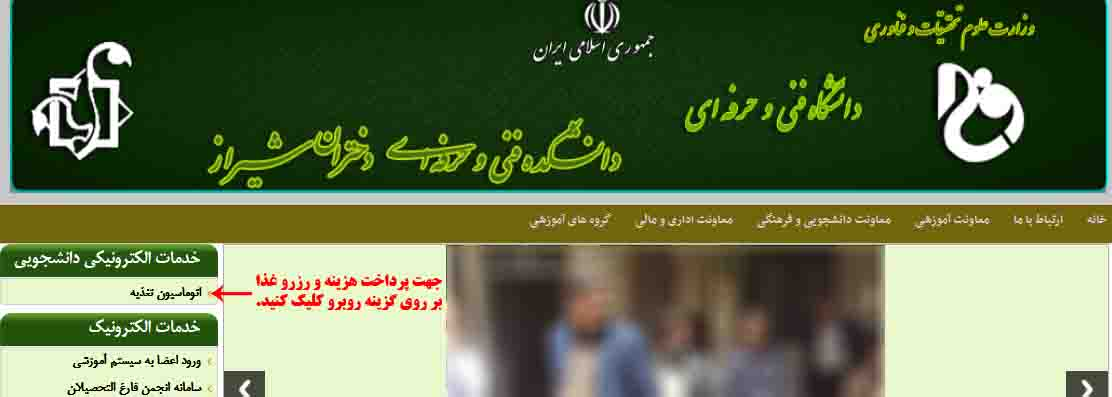 وزارت علوم تحقیقات و فناوری
جمهوری اسلامی ایران
دانشگاه فنی و حرفه ای
دانشکده فنی و حرفه ای دختران شیراز
خانه
ارتباط با ما
معاونت آموزشی
معاونت دانشجویی و فرهنگی
معاونت اداری و مالی
گروه های آموزشی
خدمات الکترونیکی دانشجویی
اتوماسیون تغذیه
جهت پرداخت هزینه و رزرو غذا
بر روی گزینه روبرو کلیک کنید.
خدمات الکترونیک
ورود اعضا به سیستم آموزشی
سامانه انجمن فارغ التحصیلان